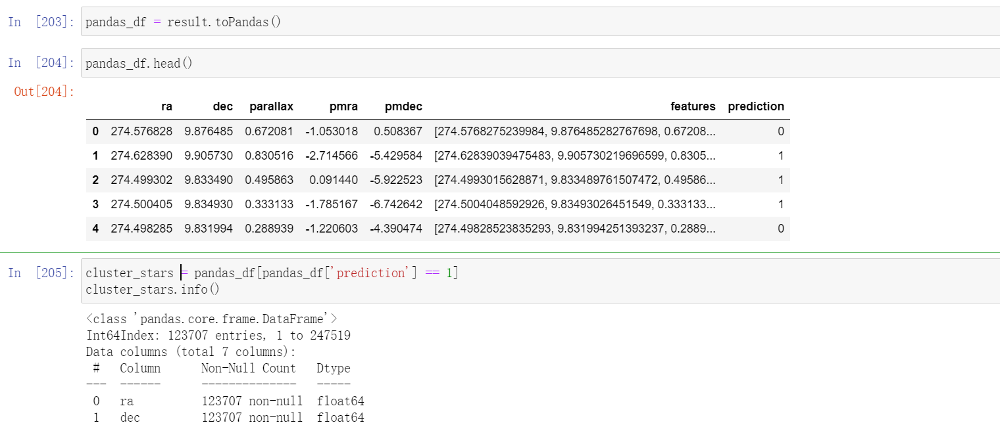 In [203]: pandas_df = result.toPandas()
In [204]: pandas_df.head()
Out[204]:
ra dec parallax pmra pmdec features prediction
0 274.576828 9.876485 0.672081 -1.053018 0.508367 [274.5768275239984, 9.876485282767698, 0.67208... 0
1 274.628390 9.905730 0.830516 -2.714566 -5.429584 [274.62839039475483, 9.905730219696599, 0.8305... 1
2 274.499302 9.833490 0.495863 0.091440 -5.922523 [274.4993015628871, 9.833489761507472, 0.49586... 1
3 274.500405 9.834930 0.333133 -1.785167 -6.742642 [274.5004048592926, 9.83493026451549, 0.333133... 1
4 274.498285 9.831994 0.288939 -1.220603 -4.390474 [274.49828523835293, 9.831994251393237, 0.2889... 0
In [205]: cluster_stars = pandas_df[pandas_df['prediction'] == 1]
cluster_stars.info()
<class 'pandas.core.frame.DataFrame'>
Int64Index: 123707 entries, 1 to 247519
Data columns (total 7 columns):
# Column Non-Null Count Dtype
--- ------ -------------- -----
0 ra 123707 non-null float64
1 dec 123707 non-null float64